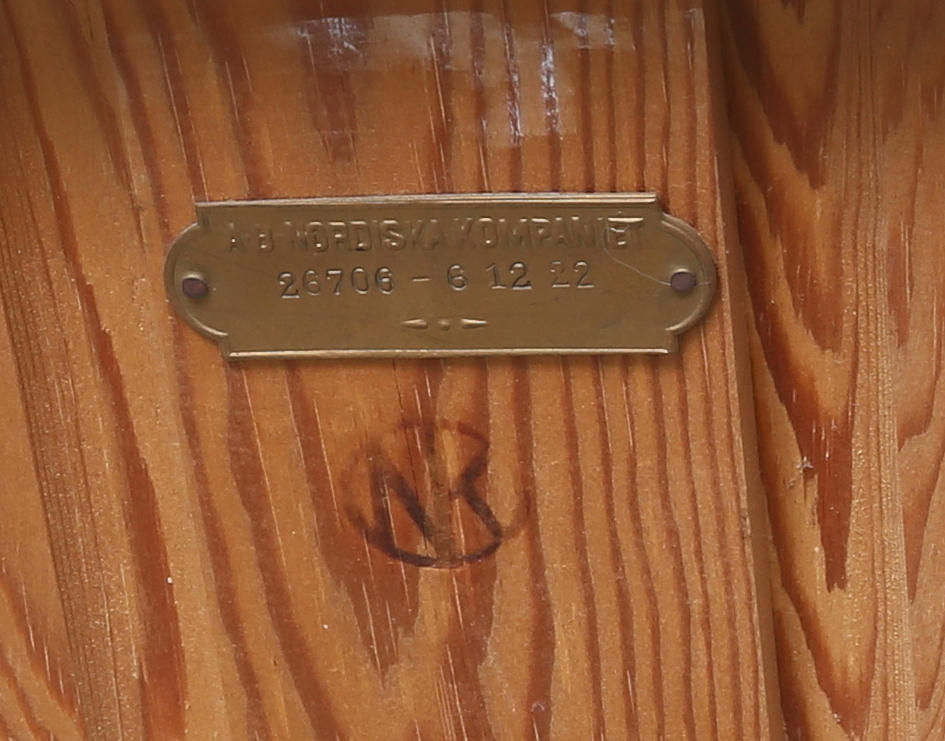 A·B·NORDISKA KOMPANIET
26706 - 6 12 22
NK